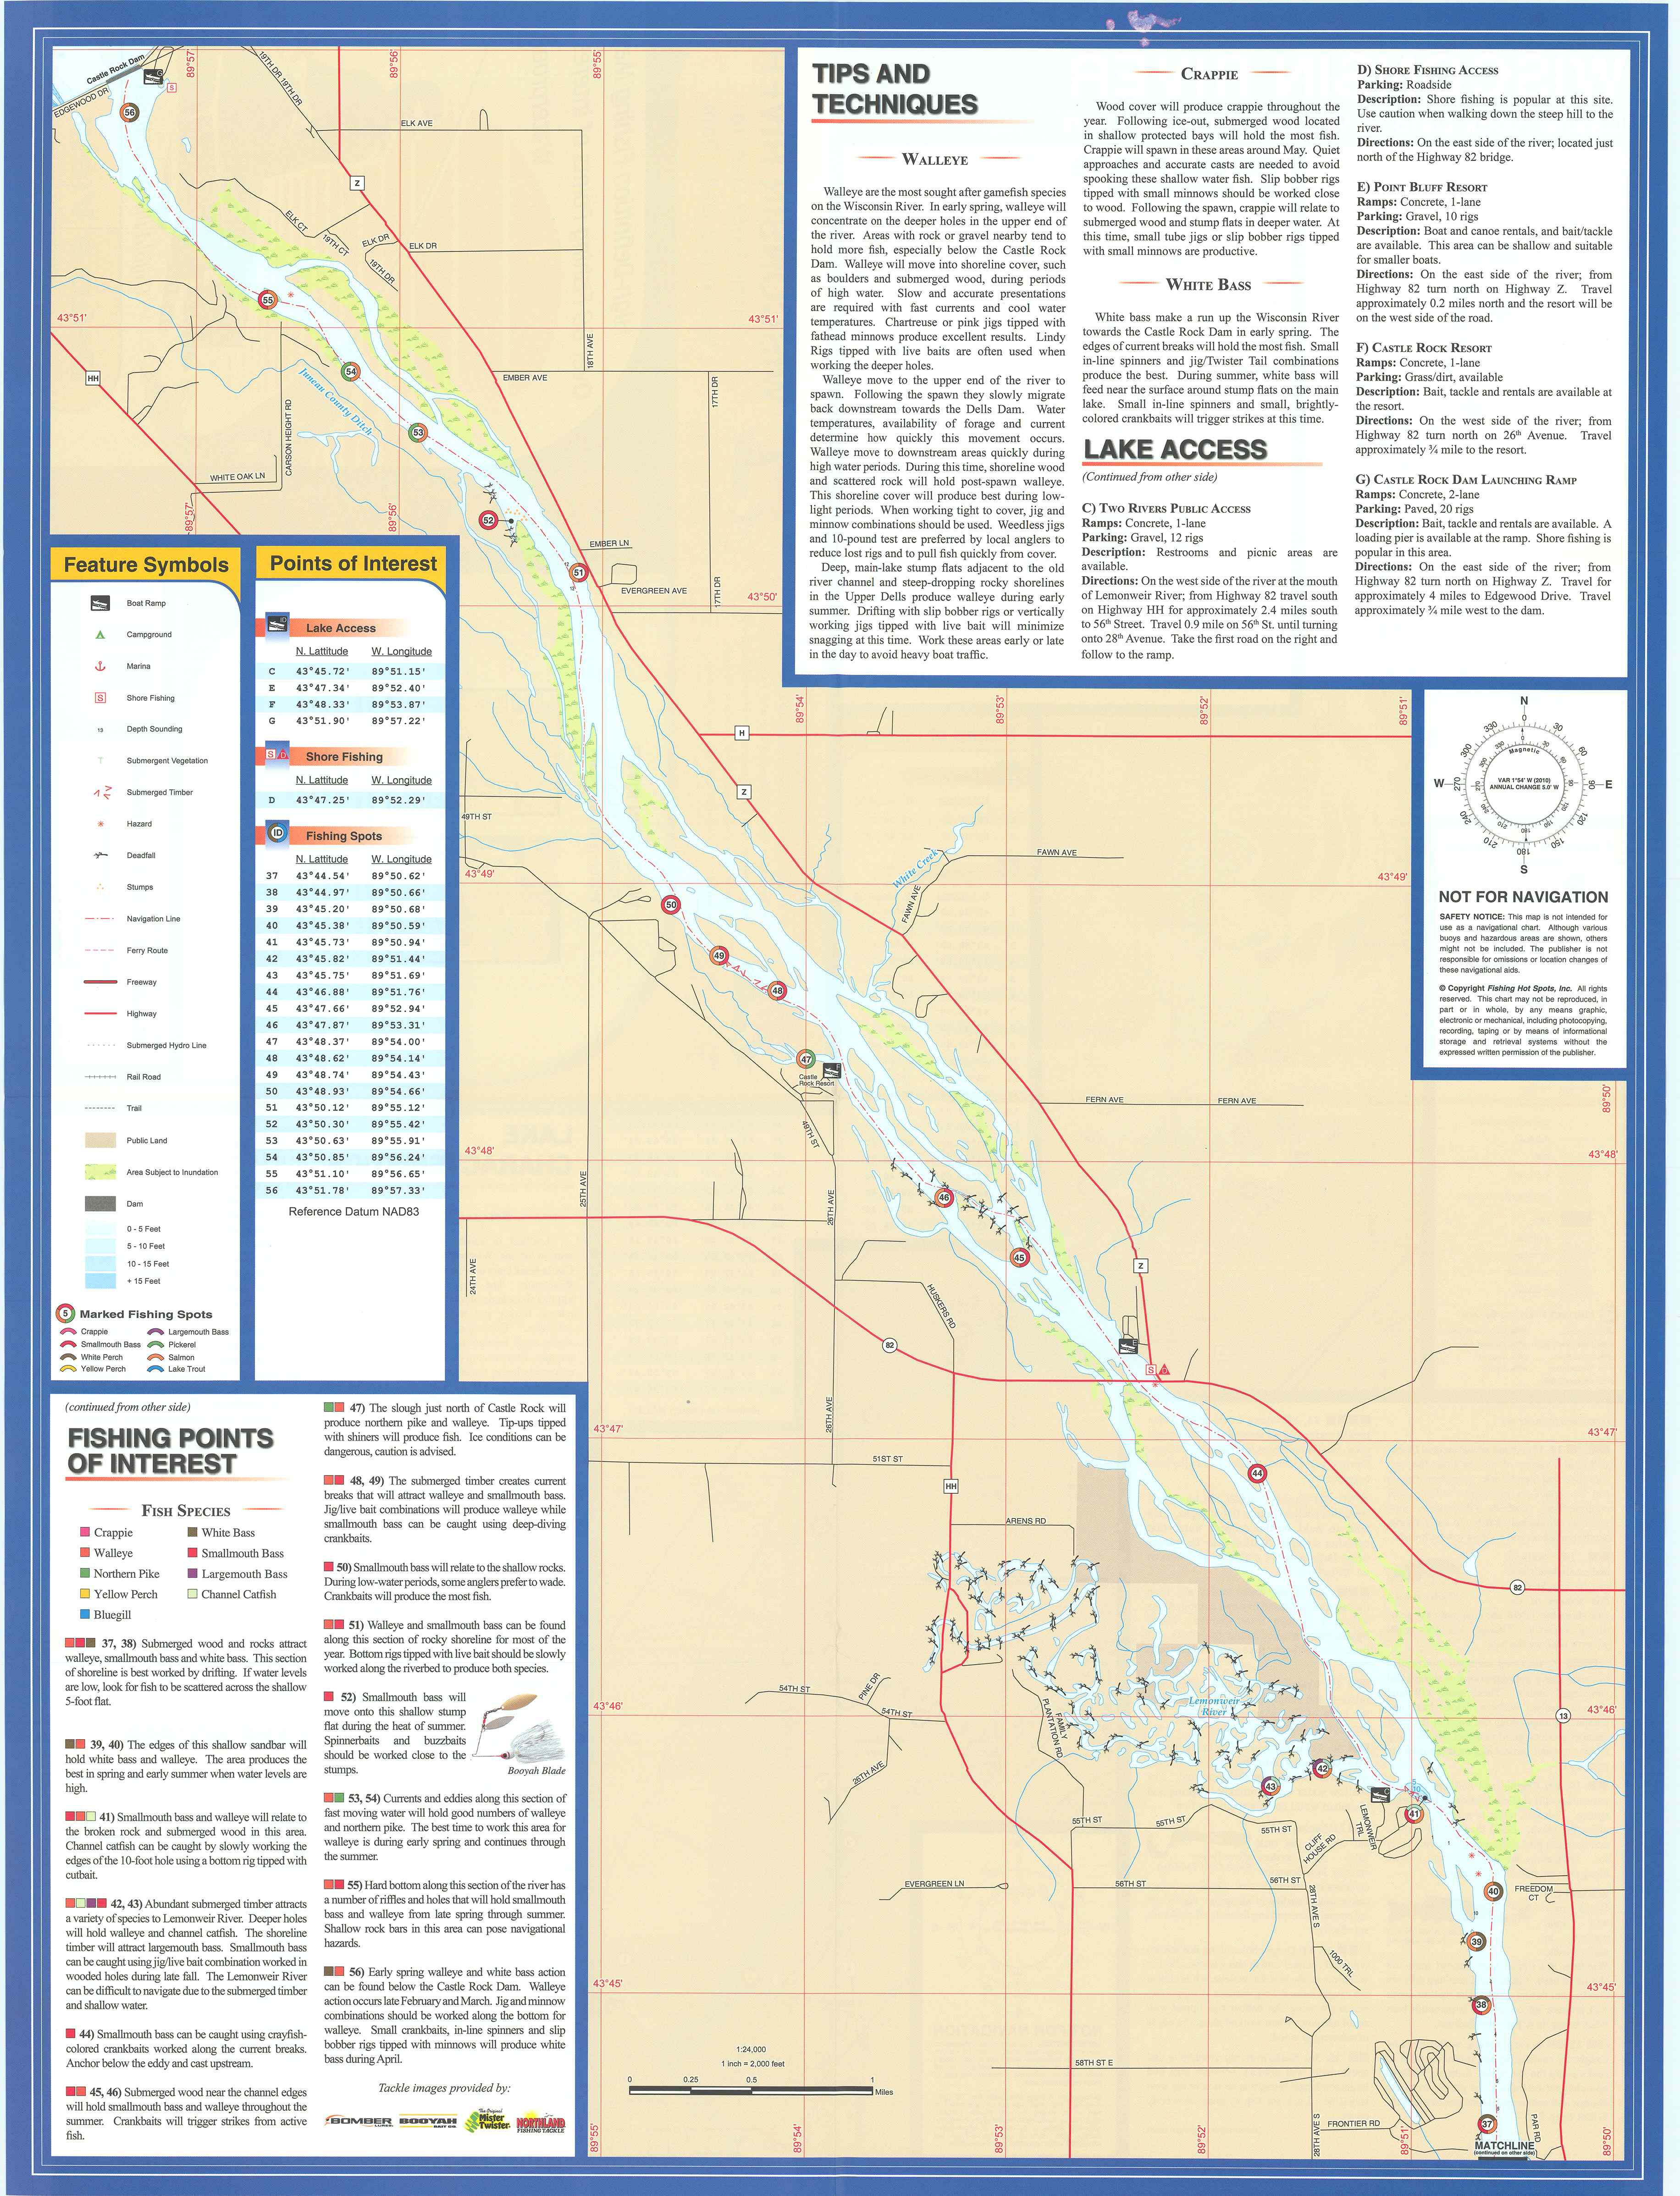 TIPS AND
TECHNIQUES
WALLEYE
Walleye are the most sought after gamefish species
on the Wisconsin River. In early spring, walleye will
concentrate on the deeper holes in the upper end of
the river. Areas with rock or gravel nearby tend to
hold more fish, especially below the Castle Rock
Dam. Walleye will move into shoreline cover, such
as boulders and submerged wood, during periods
of high water. Slow and accurate presentations
are required with fast currents and cool water
temperatures. Chartreuse or pink jigs tipped with
fathead minnows produce excellent results. Lindy
Rigs tipped with live baits are often used when
working the deeper holes.
Walleye move to the upper end of the river to
spawn. Following the spawn they slowly migrate
back downstream towards the Dells Dam. Water
temperatures, availability of forage and current
determine how quickly this movement occurs.
Walleye move to downstream areas quickly during
high water periods. During this time, shoreline wood
and scattered rock will hold post-spawn walleye.
This shoreline cover will produce best during low-
light periods. When working tight to cover, jig and
minnow combinations should be used. Weedless jigs
and 10-pound test are preferred by local anglers to
reduce lost rigs and to pull fish quickly from cover.
Deep, main-lake stump flats adjacent to the old
river channel and steep-dropping rocky shorelines
in the Upper Dells produce walleye during early
summer. Drifting with slip bobber rigs or vertically
working jigs tipped with live bait will minimize
snagging at this time. Work these areas early or late
in the day to avoid heavy boat traffic.
CRAPPIE
Wood cover will produce crappie throughout the
year. Following ice-out, submerged wood located
in shallow protected bays will hold the most fish.
Crappie will spawn in these areas around May. Quiet
approaches and accurate casts are needed to avoid
spooking these shallow water fish. Slip bobber rigs
tipped with small minnows should be worked close
to wood. Following the spawn, crappie will relate to
submerged wood and stump flats in deeper water. At
this time, small tube jigs or slip bobber rigs tipped
with small minnows are productive.
WHITE BASS
White bass make a run up the Wisconsin River
towards the Castle Rock Dam in early spring. The
edges of current breaks will hold the most fish. Small
in-line spinners and jig/Twister Tail combinations
produce the best. During summer, white bass will
feed near the surface around stump flats on the main
lake. Small in-line spinners and small, brightly-
colored crankbaits will trigger strikes at this time.
LAKE ACCESS
(Continued from other side)
C) TWO RIVERS PUBLIC ACCESS
Ramps: Concrete, 1-lane
Parking: Gravel, 12 rigs
Description: Restrooms and picnic areas are
available.
Directions: On the west side of the river at the mouth
of Lemonweir River; from Highway 82 travel south
on Highway HH for approximately 2.4 miles south
to 56th Street. Travel 0.9 mile on 56th St. until turning
onto 28th Avenue. Take the first road on the right and
follow to the ramp.
D) SHORE FISHING ACCESS
Parking: Roadside
Description: Shore fishing is popular at this site.
Use caution when walking down the steep hill to the
river.
Directions: On the east side of the river; located just
north of the Highway 82 bridge.
E) POINT BLUFF RESORT
Ramps: Concrete, 1-lane
Parking: Gravel, 10 rigs
Description: Boat and canoe rentals, and bait/tackle
are available. This area can be shallow and suitable
for smaller boats.
Directions: On the east side of the river; from
Highway 82 turn north on Highway Z. Travel
approximately 0.2 miles north and the resort will be
on the west side of the road.
F) CASTLE ROCK RESORT
Ramps: Concrete, 1-lane
Parking: Grass/dirt, available
Description: Bait, tackle and rentals are available at
the resort.
Directions: On the west side of the river; from
Highway 82 turn north on 26th Avenue. Travel
approximately ¾ mile to the resort.
G) CASTLE ROCK DAM LAUNCHING RAMP
Ramps: Concrete, 2-lane
Parking: Paved, 20 rigs
Description: Bait, tackle and rentals are available. A
loading pier is available at the ramp. Shore fishing is
popular in this area.
Directions: On the east side of the river; from
Highway 82 turn north on Highway Z. Travel for
approximately 4 miles to Edgewood Drive. Travel
approximately ¾ mile west to the dam.
Castle Rock Dam
EDGEWOOD DR
19TH DR 19TH DR
89°57'
89°56'
89°55'
ELK AVE
Z
ELK CT
19TH CT
ELK DR
ELK DR
19TH DR
56
55
43°51'
43°51'
HH
54
Juneau County Ditch
53
CARSON HEIGHT RD
WHITE OAK LN
18TH AVE
EMBER AVE
17TH DR
89°57'
89°56'
52
EMBER LN
51
EVERGREEN AVE
17TH DR
43°50'
Feature Symbols
Boat Ramp
Campground
Marina
Shore Fishing
Depth Sounding
Submergent Vegetation
Submerged Timber
Hazard
Deadfall
Stumps
Navigation Line
Ferry Route
Freeway
Highway
Submerged Hydro Line
Rail Road
Trail
Public Land
Area Subject to Inundation
Dam
0 - 5 Feet
5 - 10 Feet
10 - 15 Feet
+ 15 Feet
5 Marked Fishing Spots
Crappie Largemouth Bass
Smallmouth Bass Pickerel
White Perch Salmon
Yellow Perch Lake Trout
Points of Interest
Lake Access
N. Lattitude W. Longitude
C 43°45.72' 89°51.15'
E 43°47.34' 89°52.40'
F 43°48.33' 89°53.87'
G 43°51.90' 89°57.22'
Shore Fishing
N. Lattitude W. Longitude
D 43°47.25' 89°52.29'
ID Fishing Spots
N. Lattitude W. Longitude
37 43°44.54' 89°50.62'
38 43°44.97' 89°50.66'
39 43°45.20' 89°50.68'
40 43°45.38' 89°50.59'
41 43°45.73' 89°50.94'
42 43°45.82' 89°51.44'
43 43°45.75' 89°51.69'
44 43°46.88' 89°51.76'
45 43°47.66' 89°52.94'
46 43°47.87' 89°53.31'
47 43°48.37' 89°54.00'
48 43°48.62' 89°54.14'
49 43°48.74' 89°54.43'
50 43°48.93' 89°54.66'
51 43°50.12' 89°55.12'
52 43°50.30' 89°55.42'
53 43°50.63' 89°55.91'
54 43°50.85' 89°56.24'
55 43°51.10' 89°56.65'
56 43°51.78' 89°57.33'
Reference Datum NAD83
89°54'
89°53'
89°52'
89°51'
H
Z
49TH ST
White Creek
FAWN AVE
FAWN AVE
43°49'
43°49'
50
49
48
47
Castle
Rock Resort
FERN AVE
FERN AVE
49TH ST
89°50'
43°48'
43°48'
25TH AVE
26TH AVE
24TH AVE
46
45
Z
HUSKERS RD
82
S D
N
W E
S
Magnetic
VAR 1°54' W (2010)
ANNUAL CHANGE 5.0' W
NOT FOR NAVIGATION
SAFETY NOTICE: This map is not intended for
use as a navigational chart. Although various
buoys and hazardous areas are shown, others
might not be included. The publisher is not
responsible for omissions or location changes of
these navigational aids.
© Copyright Fishing Hot Spots, Inc. All rights
reserved. This chart may not be reproduced, in
part or in whole, by any means graphic,
electronic or mechanical, including photocopying,
recording, taping or by means of informational
storage and retrieval systems without the
expressed written permission of the publisher.
26TH AVE
43°47'
43°47'
51ST ST
44
HH
ARENS RD
82
PINE DR
54TH ST
54TH ST
43°46'
43°46'
FAMILY
PLANTATION RD
Lemonweir
River
13
26TH AVE
43
42
41
55TH ST
55TH ST
55TH ST
CLIFF
HOUSE RD
LEMONWEIR
TRL
EVERGREEN LN
56TH ST
56TH ST
28TH AVE S
40
FREEDOM
CT
39
1000 TRL
43°45'
43°45'
38
58TH ST E
28TH AVE S
FRONTIER RD
37
PAR RD
MATCHLINE
(continued on other side)
1:24,000
1 inch = 2,000 feet
0 0.25 0.5 1
Miles
89°55'
89°54'
89°53'
89°52'
89°51'
89°50'
(continued from other side)
FISHING POINTS
OF INTEREST
FISH SPECIES
Crappie White Bass
Walleye Smallmouth Bass
Northern Pike Largemouth Bass
Yellow Perch Channel Catfish
Bluegill
37, 38) Submerged wood and rocks attract
walleye, smallmouth bass and white bass. This section
of shoreline is best worked by drifting. If water levels
are low, look for fish to be scattered across the shallow
5-foot flat.
39, 40) The edges of this shallow sandbar will
hold white bass and walleye. The area produces the
best in spring and early summer when water levels are
high.
41) Smallmouth bass and walleye will relate to
the broken rock and submerged wood in this area.
Channel catfish can be caught by slowly working the
edges of the 10-foot hole using a bottom rig tipped with
cutbait.
42, 43) Abundant submerged timber attracts
a variety of species to Lemonweir River. Deeper holes
will hold walleye and channel catfish. The shoreline
timber will attract largemouth bass. Smallmouth bass
can be caught using jig/live bait combination worked in
wooded holes during late fall. The Lemonweir River
can be difficult to navigate due to the submerged timber
and shallow water.
44) Smallmouth bass can be caught using crayfish-
colored crankbaits worked along the current breaks.
Anchor below the eddy and cast upstream.
45, 46) Submerged wood near the channel edges
will hold smallmouth bass and walleye throughout the
summer. Crankbaits will trigger strikes from active
fish.
47) The slough just north of Castle Rock will
produce northern pike and walleye. Tip-ups tipped
with shiners will produce fish. Ice conditions can be
dangerous, caution is advised.
48, 49) The submerged timber creates current
breaks that will attract walleye and smallmouth bass.
Jig/live bait combinations will produce walleye while
smallmouth bass can be caught using deep-diving
crankbaits.
50) Smallmouth bass will relate to the shallow rocks.
During low-water periods, some anglers prefer to wade.
Crankbaits will produce the most fish.
51) Walleye and smallmouth bass can be found
along this section of rocky shoreline for most of the
year. Bottom rigs tipped with live bait should be slowly
worked along the riverbed to produce both species.
52) Smallmouth bass will
move onto this shallow stump
flat during the heat of summer.
Spinnerbaits and buzzbaits
should be worked close to the
stumps.
Booyah Blade
53, 54) Currents and eddies along this section of
fast moving water will hold good numbers of walleye
and northern pike. The best time to work this area for
walleye is during early spring and continues through
the summer.
55) Hard bottom along this section of the river has
a number of riffles and holes that will hold smallmouth
bass and walleye from late spring through summer.
Shallow rock bars in this area can pose navigational
hazards.
56) Early spring walleye and white bass action
can be found below the Castle Rock Dam. Walleye
action occurs late February and March. Jig and minnow
combinations should be worked along the bottom for
walleye. Small crankbaits, in-line spinners and slip
bobber rigs tipped with minnows will produce white
bass during April.
Tackle images provided by:
BOMBER BOOYAH Mister Twister NORTHLAND
FISHING TACKLE